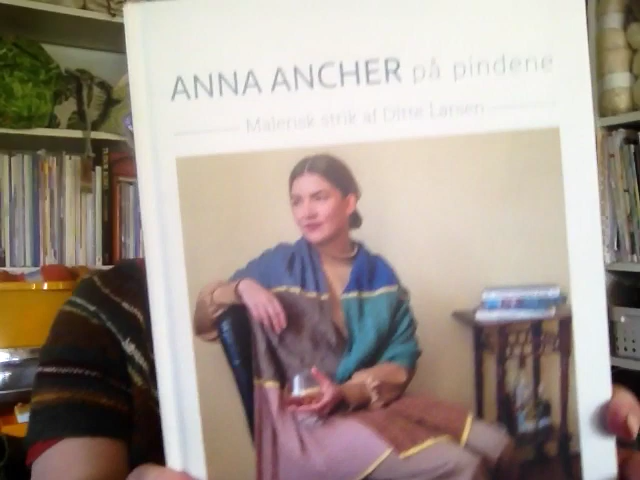 ANNA ANCHER på pindene
Malerisk strik af Ditte Larsen